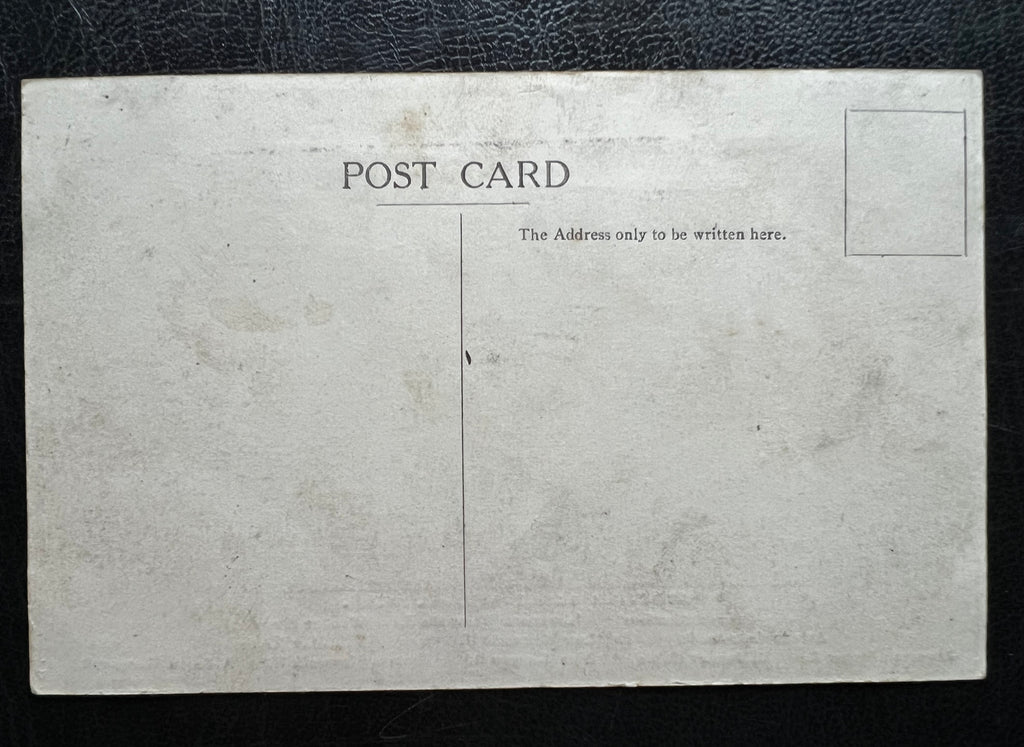 POST CARD
The Address only to be written here.